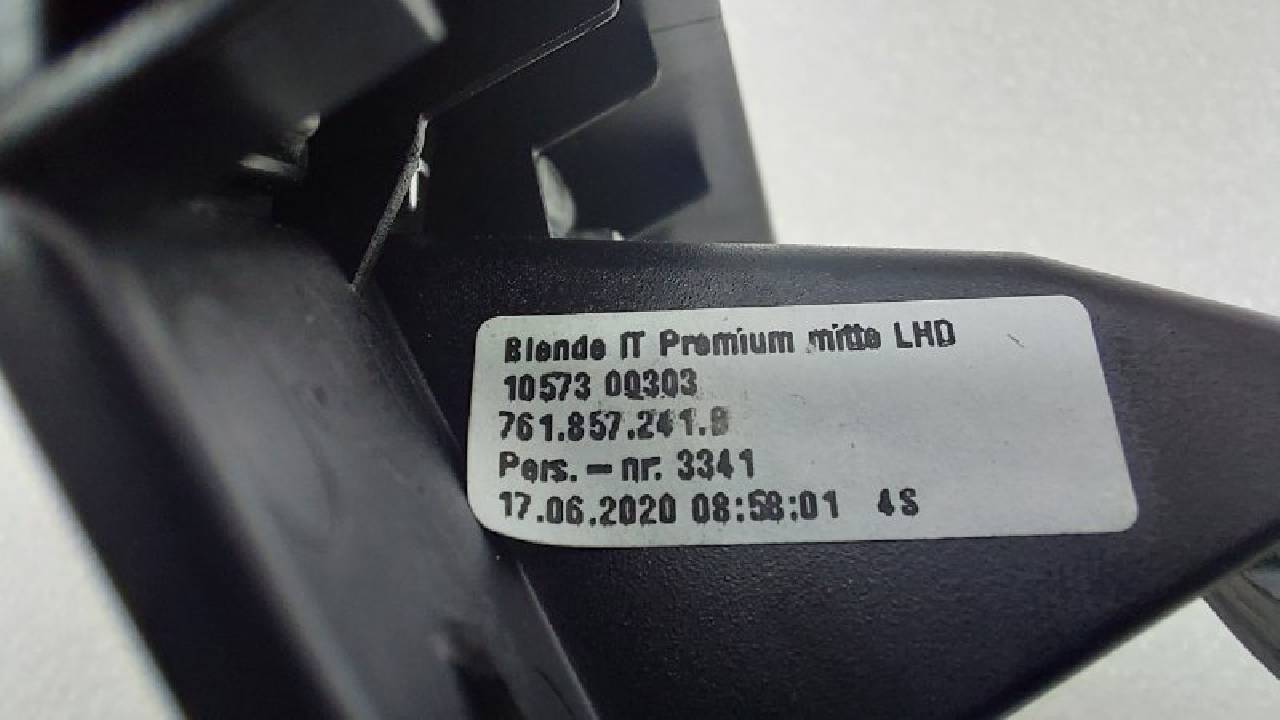 Blende IT Premium mitte LHD
10573 00303
761.857.241.B
Pers.-nr. 3341
17.06.2020 08:58:01 4S